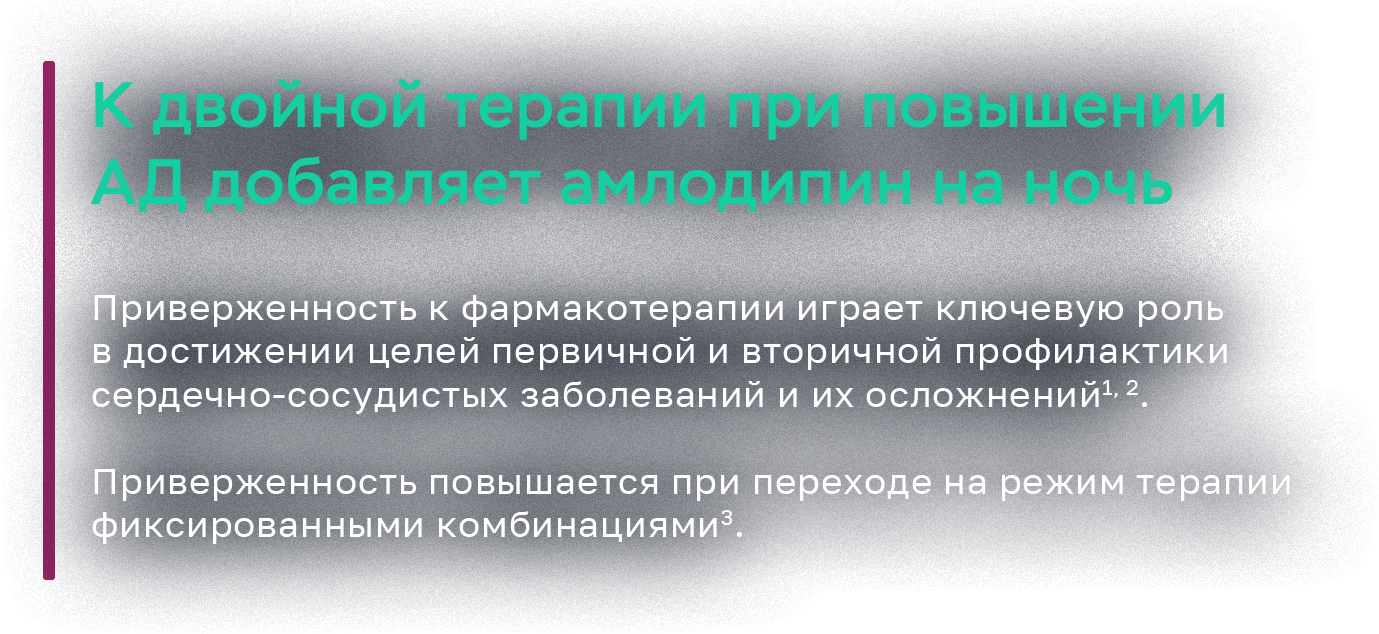 К двойной терапии при повышении
АД добавляет амлодипин на ночь
Приверженность к фармакотерапии играет ключевую роль
в достижении целей первичной и вторичной профилактики
сердечно-сосудистых заболеваний и их осложнений¹, ².
Приверженность повышается при переходе на режим терапии
фиксированными комбинациями³.